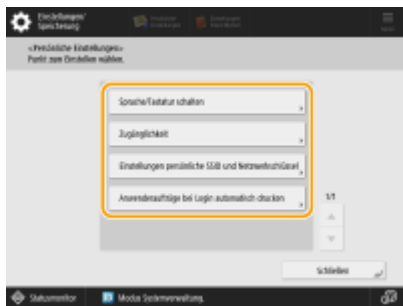 Einstellungen/
Speicherung
<Persönliche Einstellungen>
Punkt zum Einstellen wählen.
Sprache/Tastatur schalten
Zugänglichkeit
Einstellungen persönliche SSID und Netzwerkschlüssel
Anwenderaufträge bei Login automatisch drucken
1/1
Schließen
Statusmonitor
Modus Systemverwaltung.